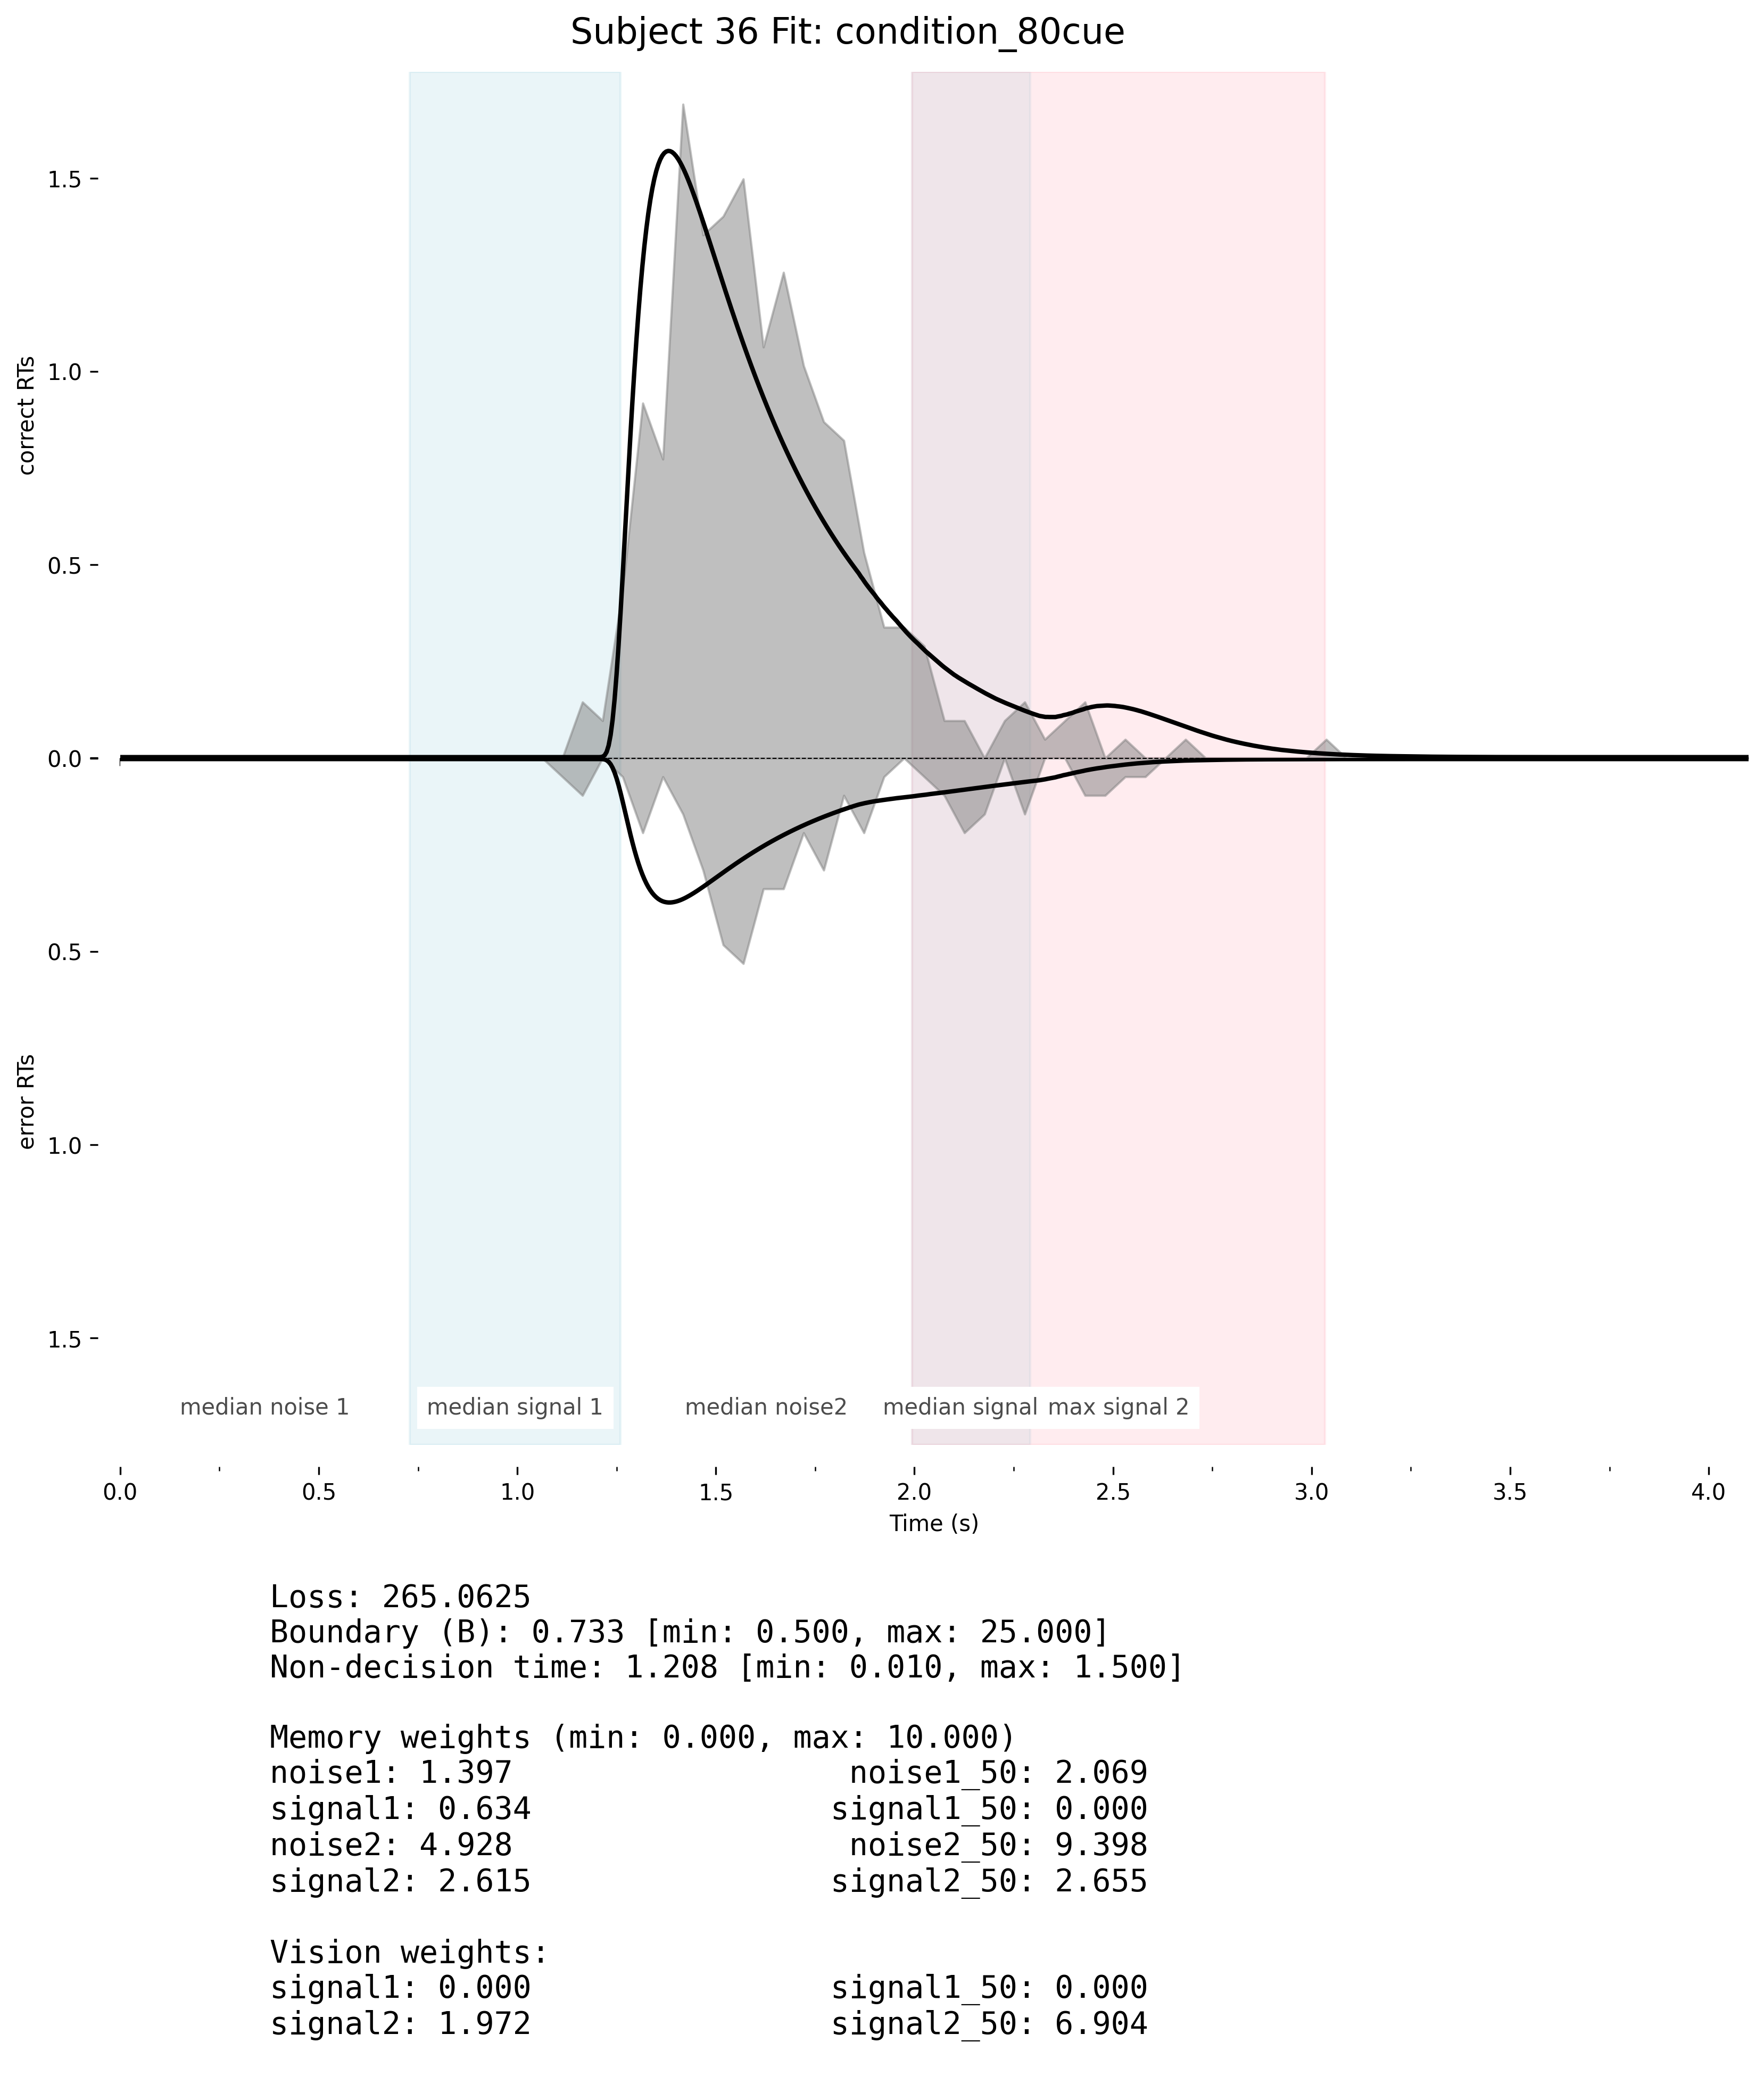 Subject 36 Fit: condition_80cue
correct RTs
error RTs
1.5
1.0
0.5
0.0
0.5
1.0
1.5
median noise 1
median signal 1
median noise2
median signal
max signal 2
0.0 0.5 1.0 1.5 2.0 2.5 3.0 3.5 4.0
Time (s)
Loss: 265.0625
Boundary (B): 0.733 [min: 0.500, max: 25.000]
Non-decision time: 1.208 [min: 0.010, max: 1.500]
Memory weights (min: 0.000, max: 10.000)
noise1: 1.397 noise1_50: 2.069
signal1: 0.634 signal1_50: 0.000
noise2: 4.928 noise2_50: 9.398
signal2: 2.615 signal2_50: 2.655
Vision weights:
signal1: 0.000 signal1_50: 0.000
signal2: 1.972 signal2_50: 6.904